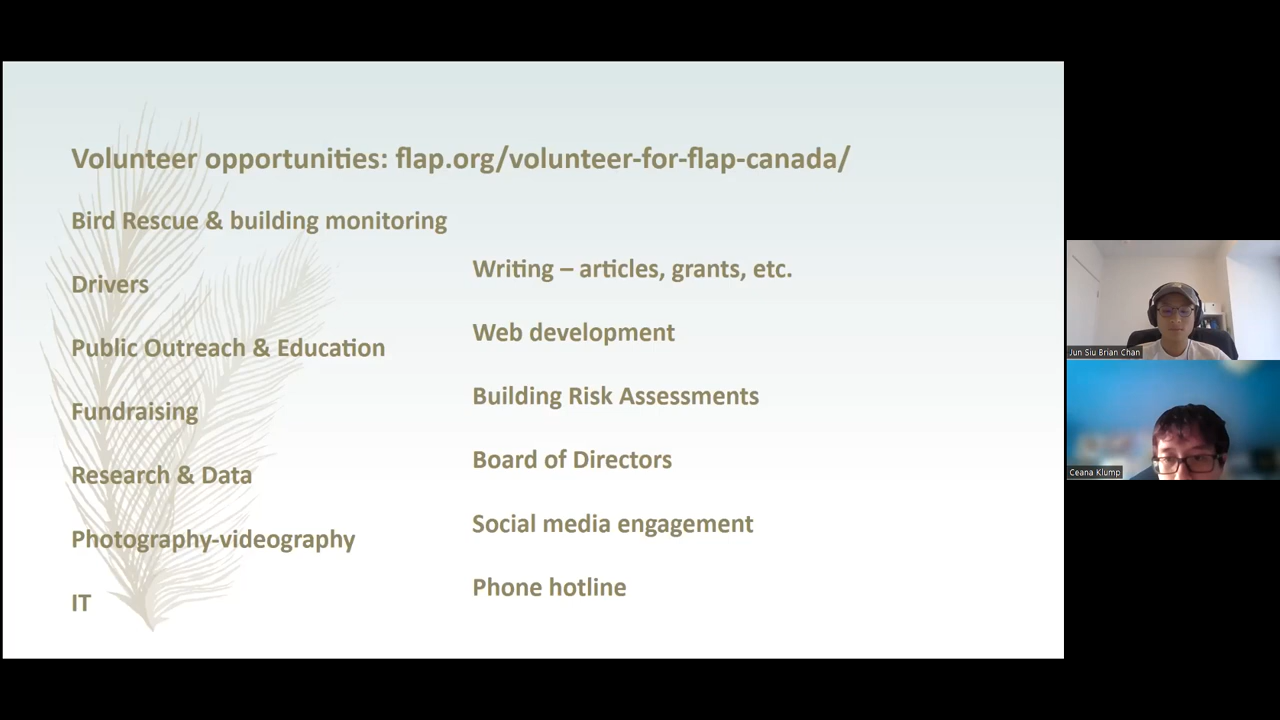 Volunteer opportunities: flap.org/volunteer-for-flap-canada/
Bird Rescue & building monitoring
Drivers
Public Outreach & Education
Fundraising
Research & Data
Photography-videography
IT
Writing – articles, grants, etc.
Web development
Building Risk Assessments
Board of Directors
Social media engagement
Phone hotline
Jun Siu Brian Chan
Ceana Klump